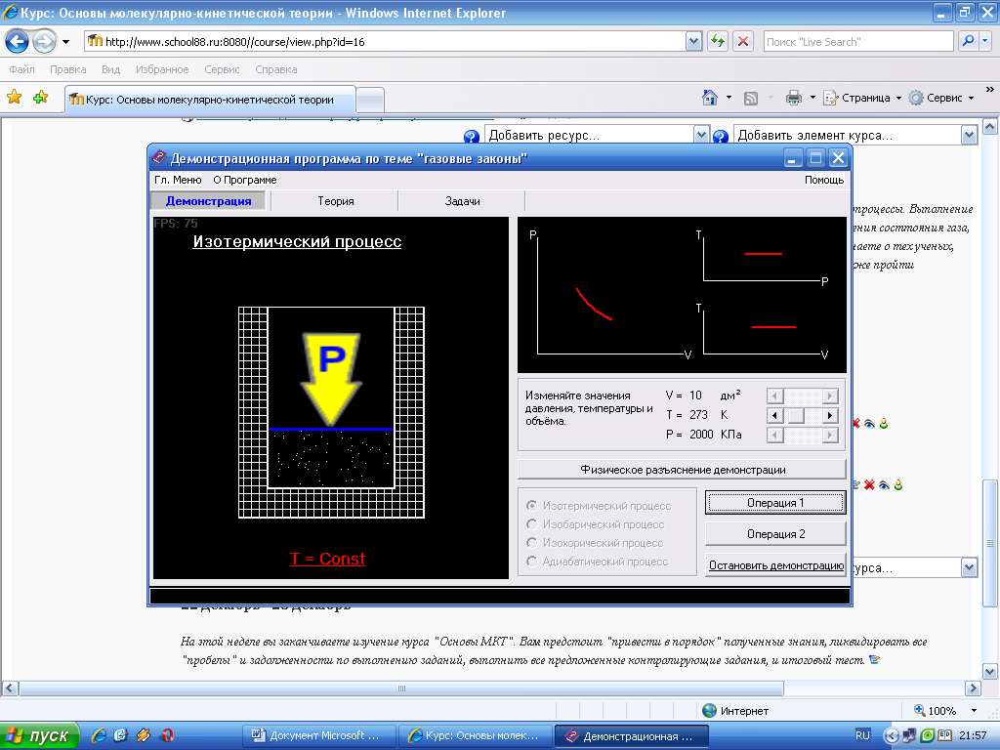 Курс: Основы молекулярно-кинетической теории - Windows Internet Explorer
http://www.school88.ru:8080//course/view.php?id=16
Поиск "Live Search"
Файл Правка Вид Избранное Сервис Справка
Курс: Основы молекулярно-кинетической теории
Страница Сервис »
Добавить ресурс... Добавить элемент курса...
Демонстрационная программа по теме "газовые законы"
Гл. Меню О Программе Помощь
Демонстрация Теория Задачи
FPS: 75
Изотермический процесс
P
T = Const
P
V
T
P
T
V
Изменяйте значения
давления, температуры и
объёма.
V = 10 дм²
T = 273 К
P = 2000 КПа
Физическое разъяснение демонстрации
Изотермический процесс
Изобарический процесс
Изохорический процесс
Адиабатический процесс
Операция 1
Операция 2
Остановить демонстрацию
процессы. Выполнение
ения состтояния газа,
наете о тех ученых,
же пройти
курса...
22 декабрь - 28 декабрь
На этой неделе вы заканчиваете изучение курса "Основы МКТ". Вам предстоит "привести в порядок" полученные знания, ликвидировать все
"пробелы" и задолженности по выполнению заданий, выполнить все предложенные контролирующие задания, и итоговый тест.
Интернет 100%
пуск
Документ Microsoft ...
Курс: Основы молек...
Демонстрационная ...
RU
21:57